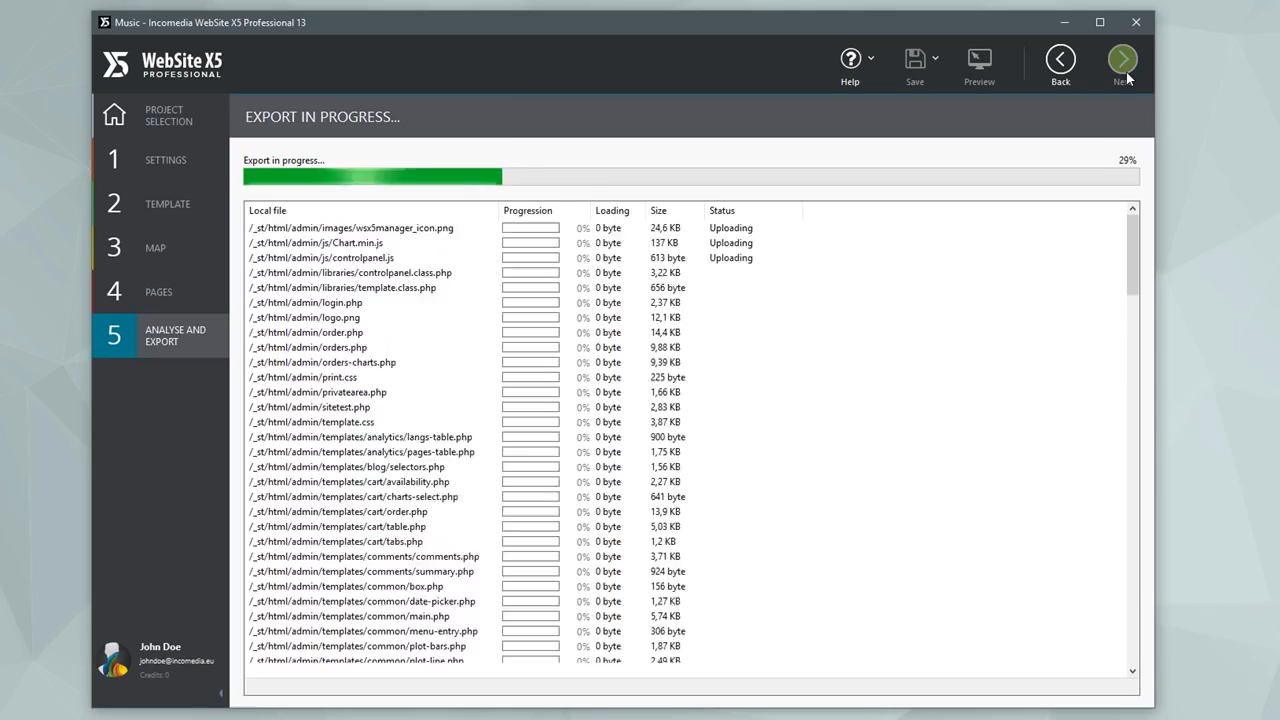 Music - Incomedia WebSite X5 Professional 13
WebSite X5
PROFESSIONAL
Help
Save
Preview
Back
PROJECT
SELECTION
1 SETTINGS
2 TEMPLATE
3 MAP
4 PAGES
5 ANALYSE AND
EXPORT
John Doe
johndoe@incomedia.eu
Credits: 0
EXPORT IN PROGRESS...
Export in progress... 29%
Local file Progression Loading Size Status
/_st/html/admin/images/wsx5manager_icon.png 0% 0 byte 24,6 KB Uploading
/_st/html/admin/js/Chart.min.js 0% 0 byte 137 KB Uploading
/_st/html/admin/js/controlpanel.js 0% 0 byte 613 byte Uploading
/_st/html/admin/libraries/controlpanel.class.php 0% 0 byte 3,22 KB
/_st/html/admin/libraries/template.class.php 0% 0 byte 656 byte
/_st/html/admin/login.php 0% 0 byte 2,37 KB
/_st/html/admin/logo.png 0% 0 byte 12,1 KB
/_st/html/admin/order.php 0% 0 byte 14,4 KB
/_st/html/admin/orders.php 0% 0 byte 9,88 KB
/_st/html/admin/orders-charts.php 0% 0 byte 9,39 KB
/_st/html/admin/print.css 0% 0 byte 225 byte
/_st/html/admin/privatearea.php 0% 0 byte 1,66 KB
/_st/html/admin/sitetest.php 0% 0 byte 2,83 KB
/_st/html/admin/template.css 0% 0 byte 3,87 KB
/_st/html/admin/templates/analytics/langs-table.php 0% 0 byte 900 byte
/_st/html/admin/templates/analytics/pages-table.php 0% 0 byte 1,75 KB
/_st/html/admin/templates/blog/selectors.php 0% 0 byte 1,56 KB
/_st/html/admin/templates/cart/availability.php 0% 0 byte 2,27 KB
/_st/html/admin/templates/cart/charts-select.php 0% 0 byte 641 byte
/_st/html/admin/templates/cart/order.php 0% 0 byte 13,9 KB
/_st/html/admin/templates/cart/table.php 0% 0 byte 5,03 KB
/_st/html/admin/templates/cart/tabs.php 0% 0 byte 1,2 KB
/_st/html/admin/templates/comments/comments.php 0% 0 byte 3,71 KB
/_st/html/admin/templates/comments/summary.php 0% 0 byte 924 byte
/_st/html/admin/templates/common/box.php 0% 0 byte 156 byte
/_st/html/admin/templates/common/date-picker.php 0% 0 byte 1,27 KB
/_st/html/admin/templates/common/main.php 0% 0 byte 5,74 KB
/_st/html/admin/templates/common/menu-entry.php 0% 0 byte 306 byte
/_st/html/admin/templates/common/plot-bars.php 0% 0 byte 1,87 KB
/_st/html/admin/templates/common/plot-line.php 0% 0 byte 2,49 KB